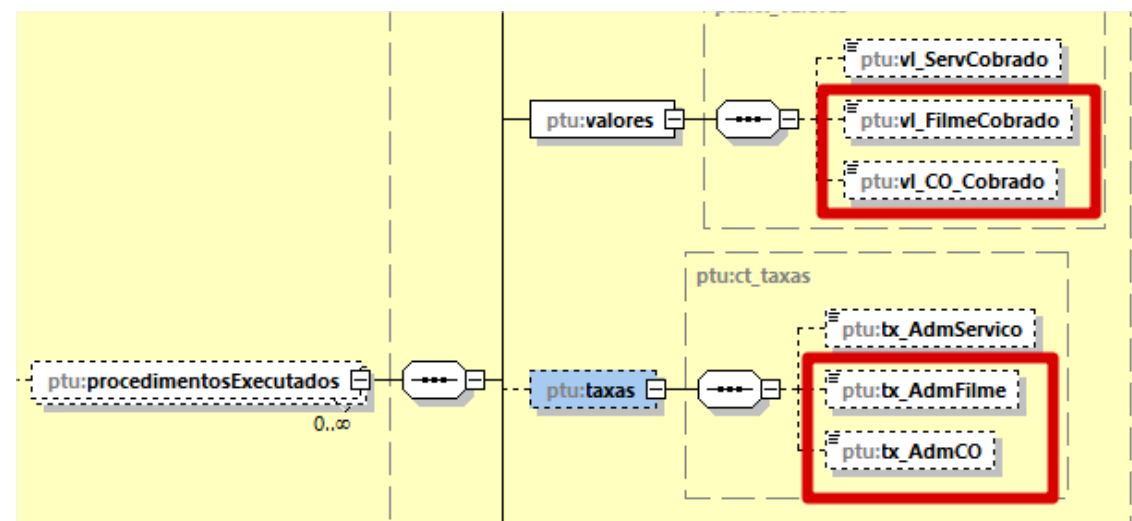 ptu:vl_ServCobrado
ptu:valores
ptu:vl_FilmeCobrado
ptu:vl_CO_Cobrado
ptu:ct_taxas
ptu:tx_AdmServico
ptu:procedimentosExecutados
0..∞
ptu:taxas
ptu:tx_AdmFilme
ptu:tx_AdmCO